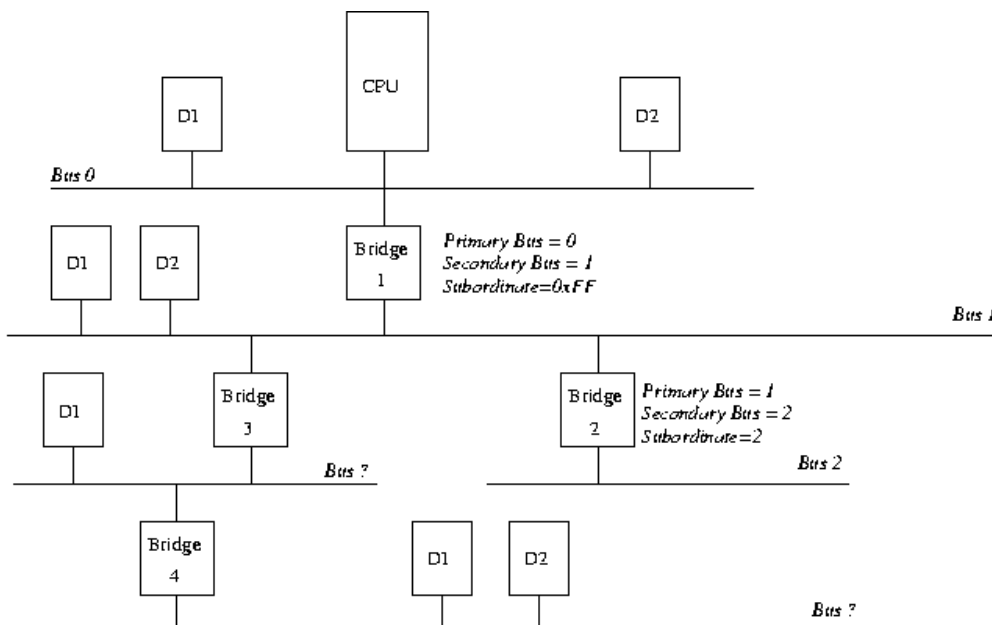 CPU
D1
D2
Bus 0
D1
D2
Bridge
1
Primary Bus = 0
Secondary Bus = 1
Subordinate=0xFF
Bus 1
D1
Bridge
3
Bridge
2
Primary Bus = 1
Secondary Bus = 2
Subordinate=2
Bus ?
Bus 2
Bridge
4
D1
D2
Bus ?